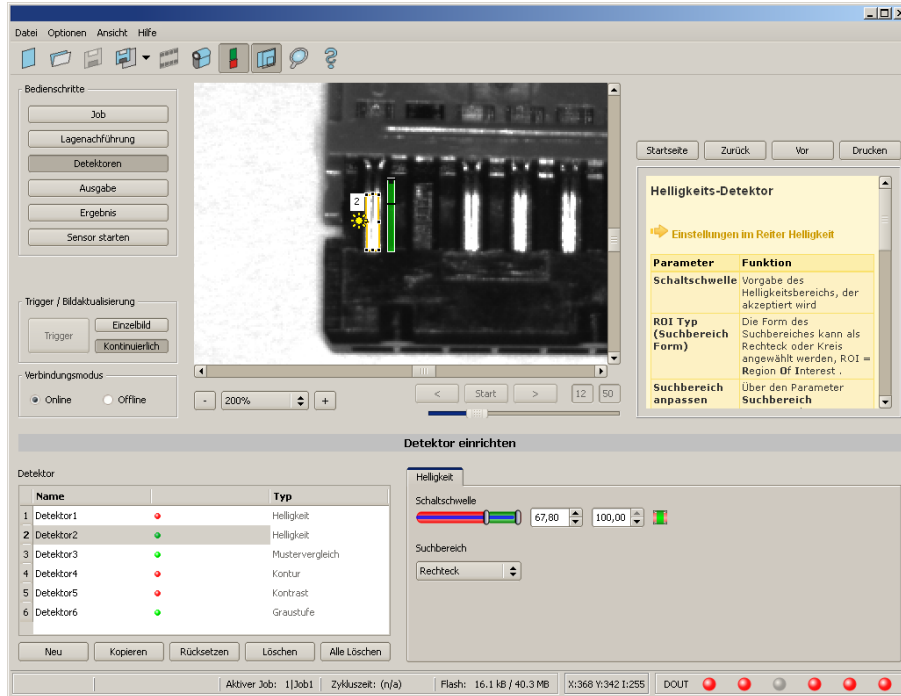 Datei Optionen Ansicht Hilfe
Bedienschritte
Job
Lagenachführung
Detektoren
Ausgabe
Ergebnis
Sensor starten
Trigger / Bildaktualisierung
Trigger
Einzelbild
Kontinuierlich
Verbindungsmodus
Online Offline
2
- 200% +
< Start > 12 50
Startseite Zurück Vor Drucken
Helligkeits-Detektor
Einstellungen im Reiter Helligkeit
Parameter Funktion
Schaltschwelle Vorgabe des
Helligkeitsbereichs, der
akzeptiert wird
ROI Typ Die Form des
(Suchbereich Suchbereiches kann als
Form) Rechteck oder Kreis
angewählt werden, ROI =
Region Of Interest .
Suchbereich Über den Parameter
anpassen Suchbereich
Detektor einrichten
Detektor
Name Typ
1 Detektor1 Helligkeit
2 Detektor2 Helligkeit
3 Detektor3 Mustervergleich
4 Detektor4 Kontur
5 Detektor5 Kontrast
6 Detektor6 Graustufe
Neu Kopieren Rücksetzen Löschen Alle Löschen
Helligkeit
Schaltschwelle
67,80 100,00
Suchbereich
Rechteck
Aktiver Job: 1|Job1 Zykluszeit: (n/a) Flash: 16.1 kB / 40.3 MB X:368 Y:342 I:255 DOUT